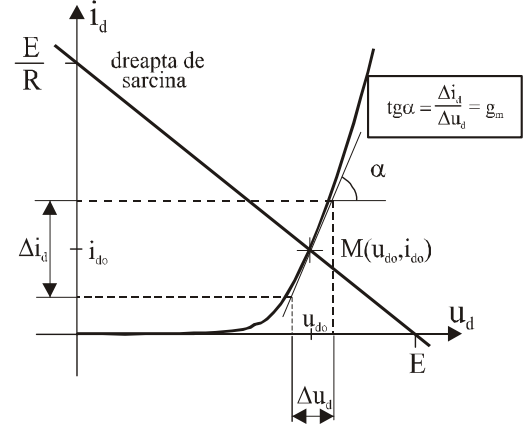 i_d
E/R
dreapta de
sarcina
tgα = Δi_d/Δu_d = g_m
α
Δi_d
i_do
M(u_do,i_do)
u_do
u_d
E
Δu_d